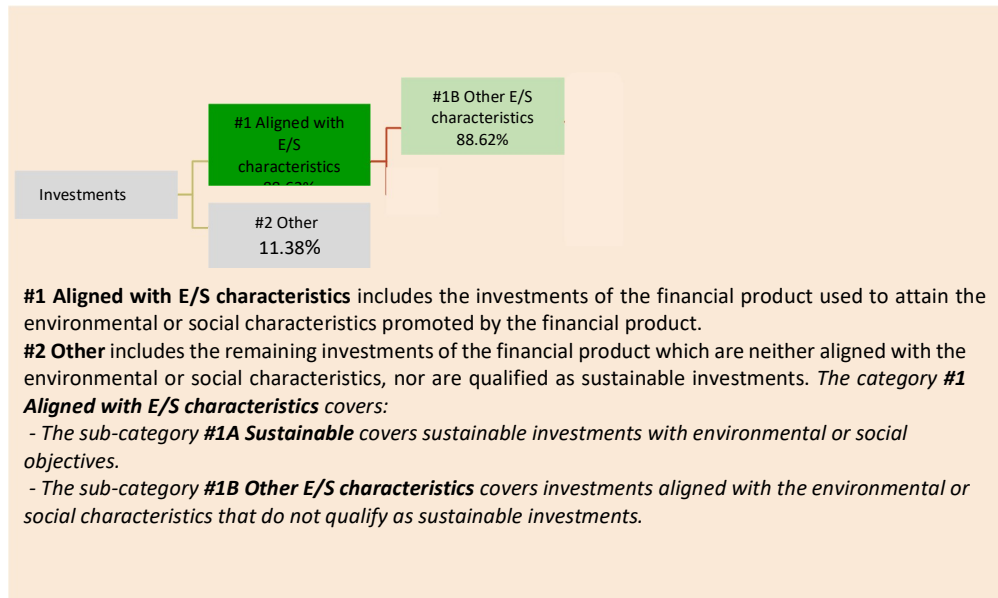 #1B Other E/S
characteristics
88.62%
#1 Aligned with
E/S
characteristics
Investments
#2 Other
11.38%
#1 Aligned with E/S characteristics includes the investments of the financial product used to attain the
environmental or social characteristics promoted by the financial product.
#2 Other includes the remaining investments of the financial product which are neither aligned with the
environmental or social characteristics, nor are qualified as sustainable investments. The category #1
Aligned with E/S characteristics covers:
- The sub-category #1A Sustainable covers sustainable investments with environmental or social
objectives.
- The sub-category #1B Other E/S characteristics covers investments aligned with the environmental or
social characteristics that do not qualify as sustainable investments.